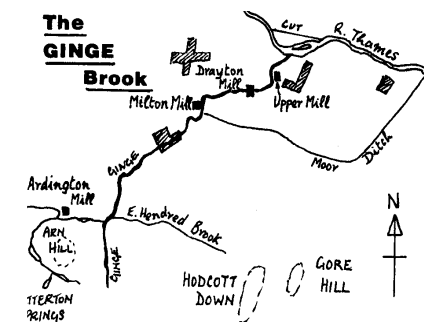 The
GINGE
Brook
CUT
R. Thames
Drayton
Mill
Milton Mill
Upper Mill
GINGE
Moor
Ditch
Ardington
Mill
E. Hendred Brook
ARN
HILL
GINGE
N
GORE
HILL
HODCOTT
DOWN
TTERTON
PRINGS